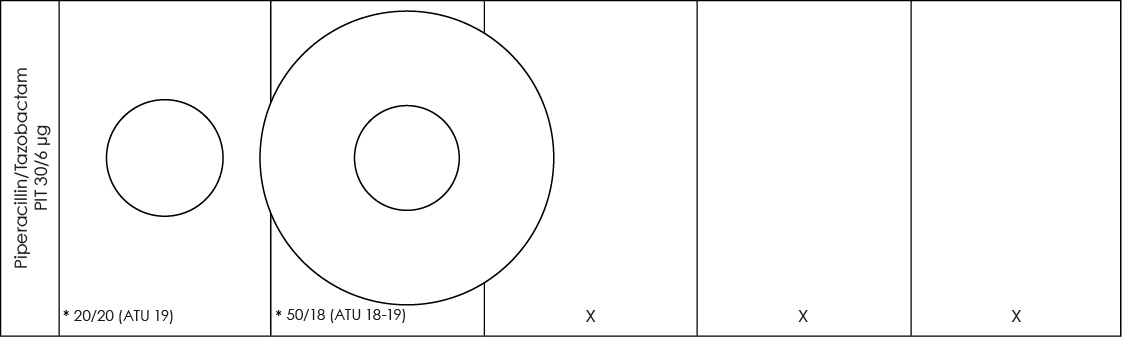 Piperacillin/Tazobactam
PIT 30/6 µg
* 20/20 (ATU 19)
* 50/18 (ATU 18-19)
X
X
X